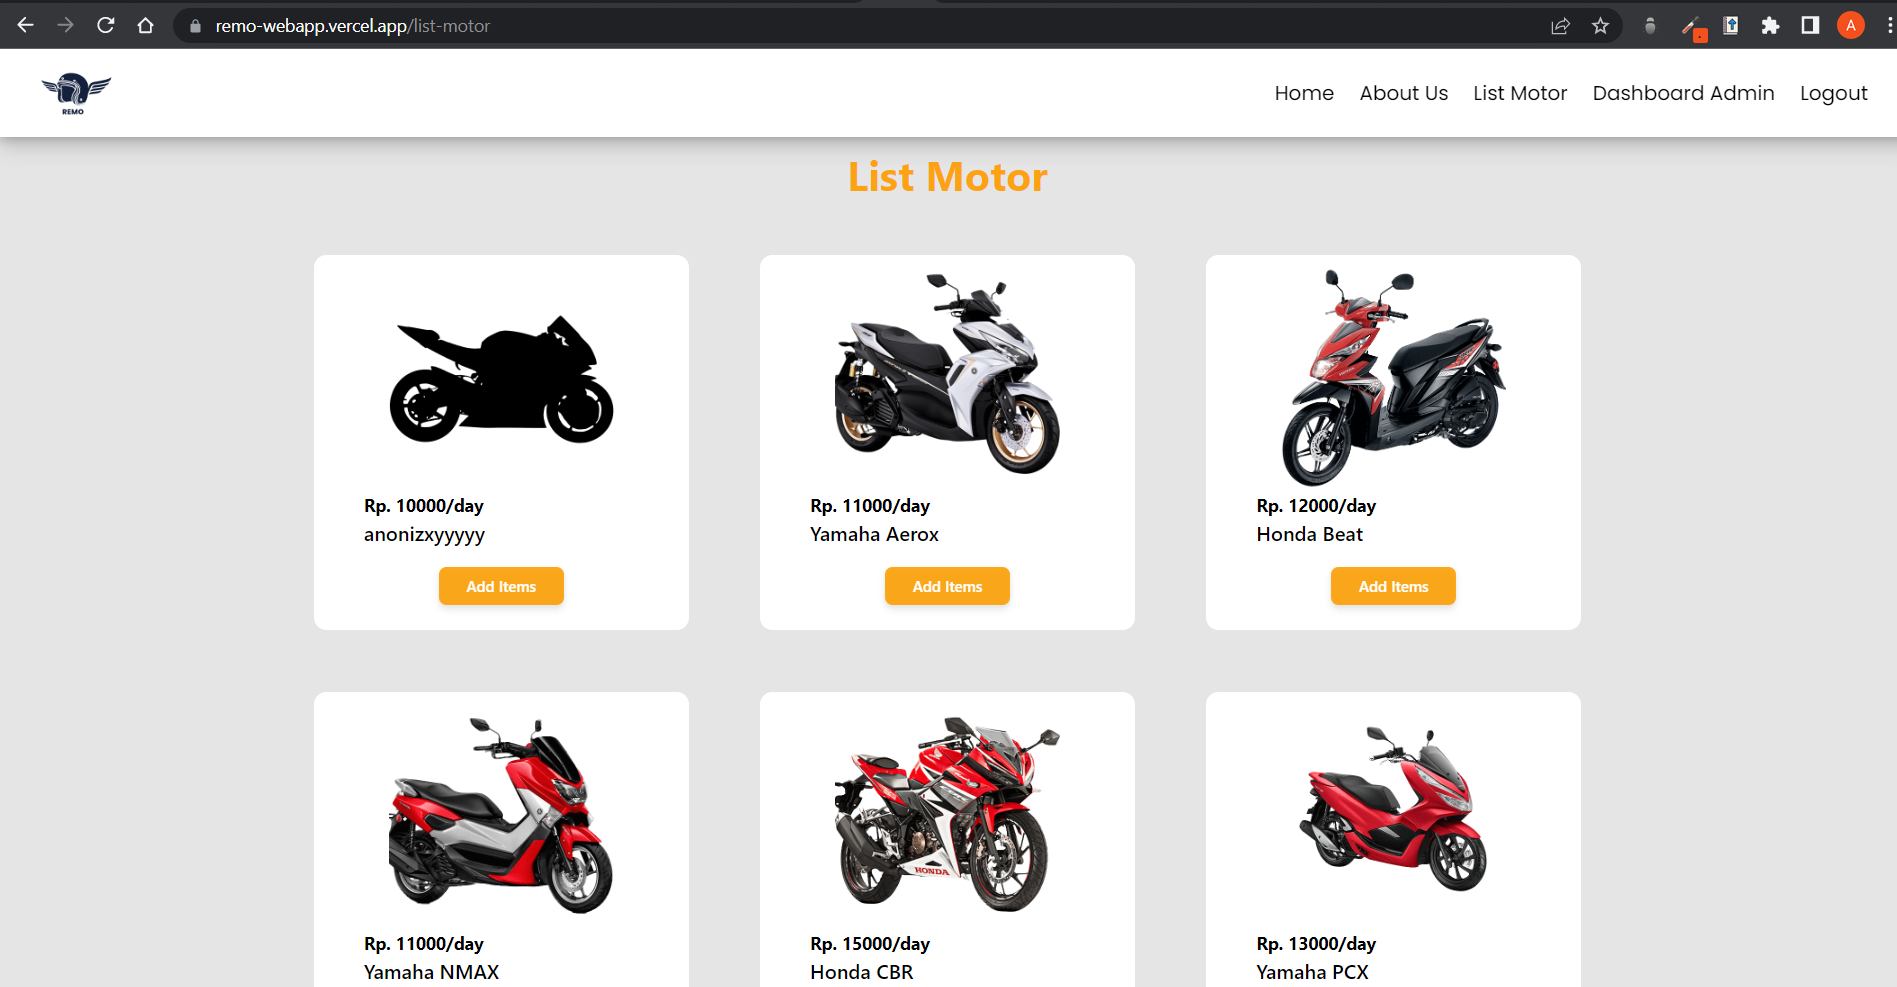 remo-webapp.vercel.app/list-motor
A
REMO
Home About Us List Motor Dashboard Admin Logout
List Motor
Rp. 10000/day
anonizxyyyyy
Add Items
Rp. 11000/day
Yamaha Aerox
Add Items
HONDA
Rp. 12000/day
Honda Beat
Add Items
Rp. 11000/day
Yamaha NMAX
HONDA
Rp. 15000/day
Honda CBR
Rp. 13000/day
Yamaha PCX